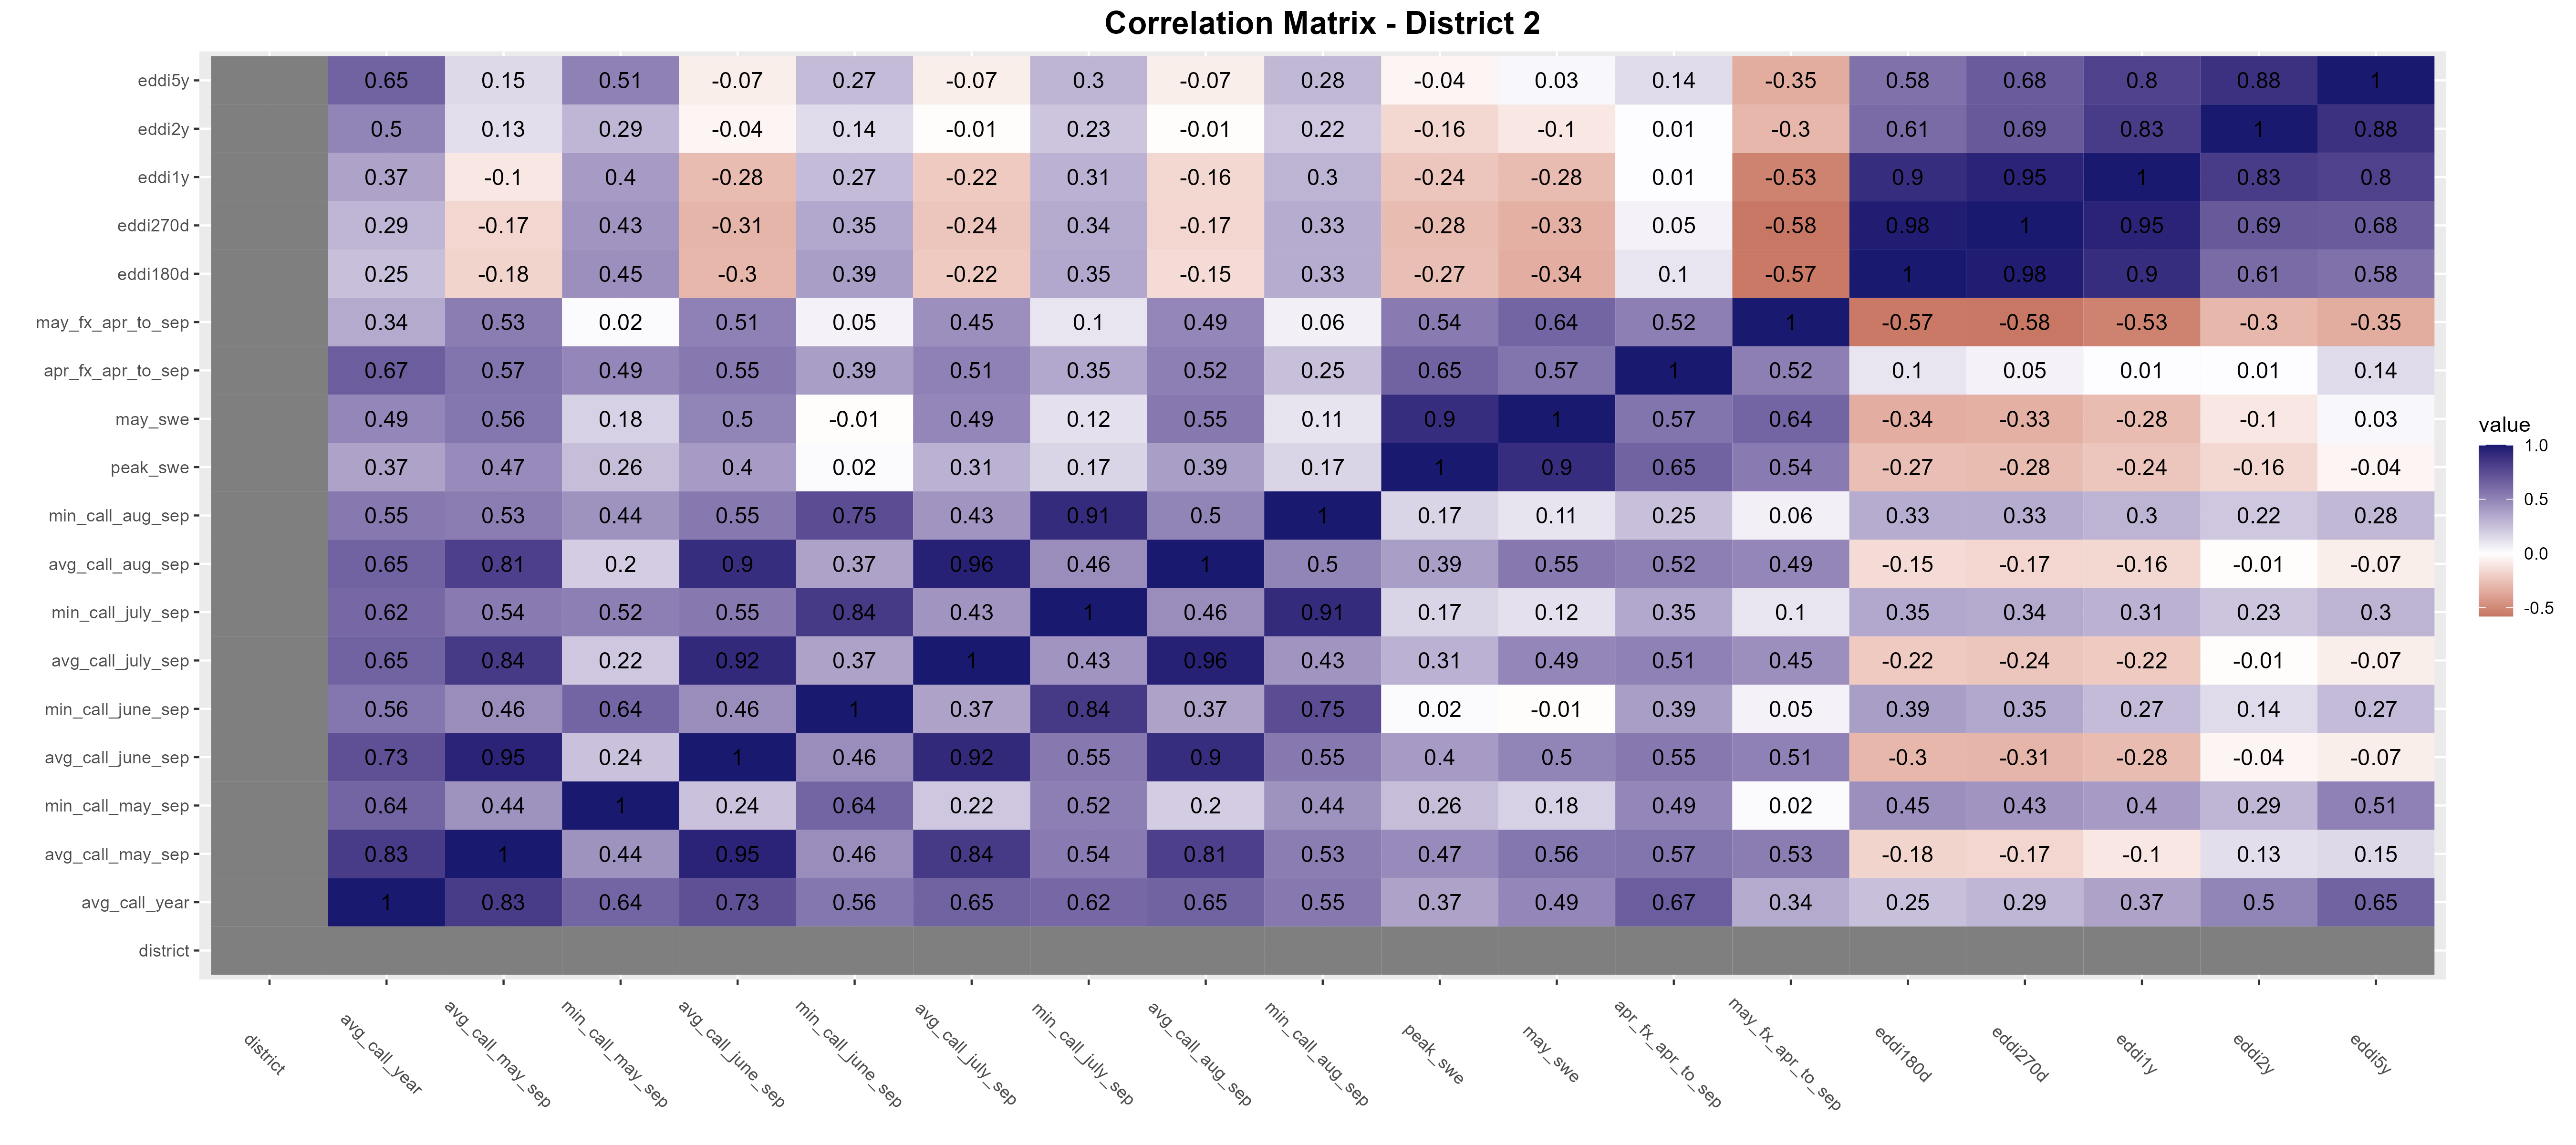 Correlation Matrix - District 2
eddi5y 0.65 0.15 0.51 -0.07 0.27 -0.07 0.3 -0.07 0.28 -0.04 0.03 0.14 -0.35 0.58 0.68 0.8 0.88 1
eddi2y 0.5 0.13 0.29 -0.04 0.14 -0.01 0.23 -0.01 0.22 -0.16 -0.1 0.01 -0.3 0.61 0.69 0.83 1 0.88
eddi1y 0.37 -0.1 0.4 -0.28 0.27 -0.22 0.31 -0.16 0.3 -0.24 -0.28 0.01 -0.53 0.9 0.95 1 0.83 0.8
eddi270d 0.29 -0.17 0.43 -0.31 0.35 -0.24 0.34 -0.17 0.33 -0.28 -0.33 0.05 -0.58 0.98 1 0.95 0.69 0.68
eddi180d 0.25 -0.18 0.45 -0.3 0.39 -0.22 0.35 -0.15 0.33 -0.27 -0.34 0.1 -0.57 1 0.98 0.9 0.61 0.58
may_fx_apr_to_sep 0.34 0.53 0.02 0.51 0.05 0.45 0.1 0.49 0.06 0.54 0.64 0.52 1 -0.57 -0.58 -0.53 -0.3 -0.35
apr_fx_apr_to_sep 0.67 0.57 0.49 0.55 0.39 0.51 0.35 0.52 0.25 0.65 0.57 1 0.52 0.1 0.05 0.01 0.01 0.14
may_swe 0.49 0.56 0.18 0.5 -0.01 0.49 0.12 0.55 0.11 0.9 1 0.57 0.64 -0.34 -0.33 -0.28 -0.1 0.03
peak_swe 0.37 0.47 0.26 0.4 0.02 0.31 0.17 0.39 0.17 1 0.9 0.65 0.54 -0.27 -0.28 -0.24 -0.16 -0.04
min_call_aug_sep 0.55 0.53 0.44 0.55 0.75 0.43 0.91 0.5 1 0.17 0.11 0.25 0.06 0.33 0.33 0.3 0.22 0.28
avg_call_aug_sep 0.65 0.81 0.2 0.9 0.37 0.96 0.46 1 0.5 0.39 0.55 0.52 0.49 -0.15 -0.17 -0.16 -0.01 -0.07
min_call_july_sep 0.62 0.54 0.52 0.55 0.84 0.43 1 0.46 0.91 0.17 0.12 0.35 0.1 0.35 0.34 0.31 0.23 0.3
avg_call_july_sep 0.65 0.84 0.22 0.92 0.37 1 0.43 0.96 0.43 0.31 0.49 0.51 0.45 -0.22 -0.24 -0.22 -0.01 -0.07
min_call_june_sep 0.56 0.46 0.64 0.46 1 0.37 0.84 0.37 0.75 0.02 -0.01 0.39 0.05 0.39 0.35 0.27 0.14 0.27
avg_call_june_sep 0.73 0.95 0.24 1 0.46 0.92 0.55 0.9 0.55 0.4 0.5 0.55 0.51 -0.3 -0.31 -0.28 -0.04 -0.07
min_call_may_sep 0.64 0.44 1 0.24 0.64 0.22 0.52 0.2 0.44 0.26 0.18 0.49 0.02 0.45 0.43 0.4 0.29 0.51
avg_call_may_sep 0.83 1 0.44 0.95 0.46 0.84 0.54 0.81 0.53 0.47 0.56 0.57 0.53 -0.18 -0.17 -0.1 0.13 0.15
avg_call_year 1 0.83 0.64 0.73 0.56 0.65 0.62 0.65 0.55 0.37 0.49 0.67 0.34 0.25 0.29 0.37 0.5 0.65
district
district avg_call_year avg_call_may_sep min_call_may_sep avg_call_june_sep min_call_june_sep avg_call_july_sep min_call_july_sep avg_call_aug_sep min_call_aug_sep peak_swe may_swe apr_fx_apr_to_sep may_fx_apr_to_sep eddi180d eddi270d eddi1y eddi2y eddi5y
value
1.0
0.5
0.0
-0.5